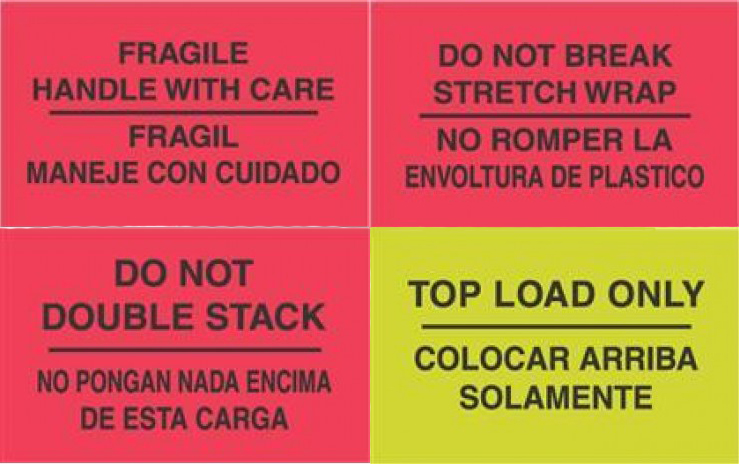 FRAGILE
HANDLE WITH CARE
FRAGIL
MANEJE CON CUIDADO
DO NOT BREAK
STRETCH WRAP
NO ROMPER LA
ENVOLTURA DE PLASTICO
DO NOT
DOUBLE STACK
NO PONGAN NADA ENCIMA
DE ESTA CARGA
TOP LOAD ONLY
COLOCAR ARRIBA
SOLAMENTE